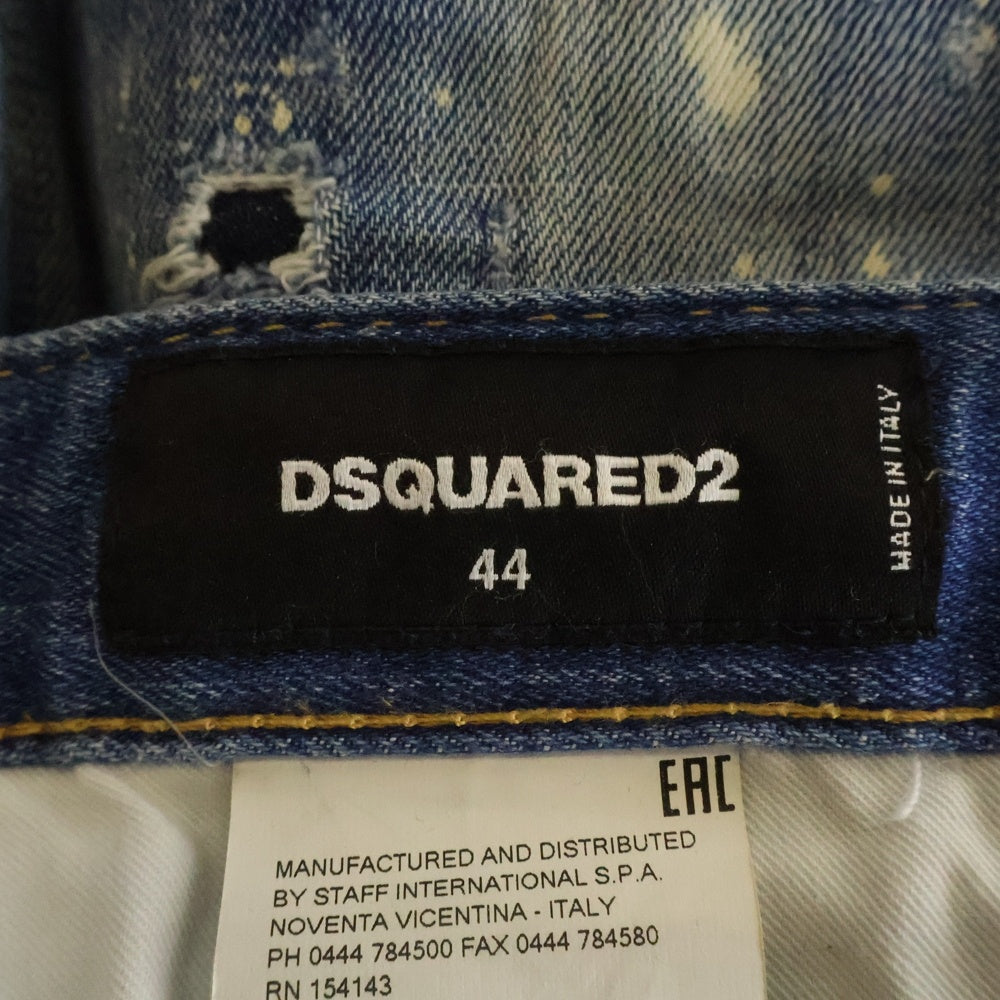 DSQUARED2
44
MADE IN ITALY
EAC
MANUFACTURED AND DISTRIBUTED
BY STAFF INTERNATIONAL S.P.A.
NOVENTA VICENTINA - ITALY
PH 0444 784500 FAX 0444 784580
RN 154143